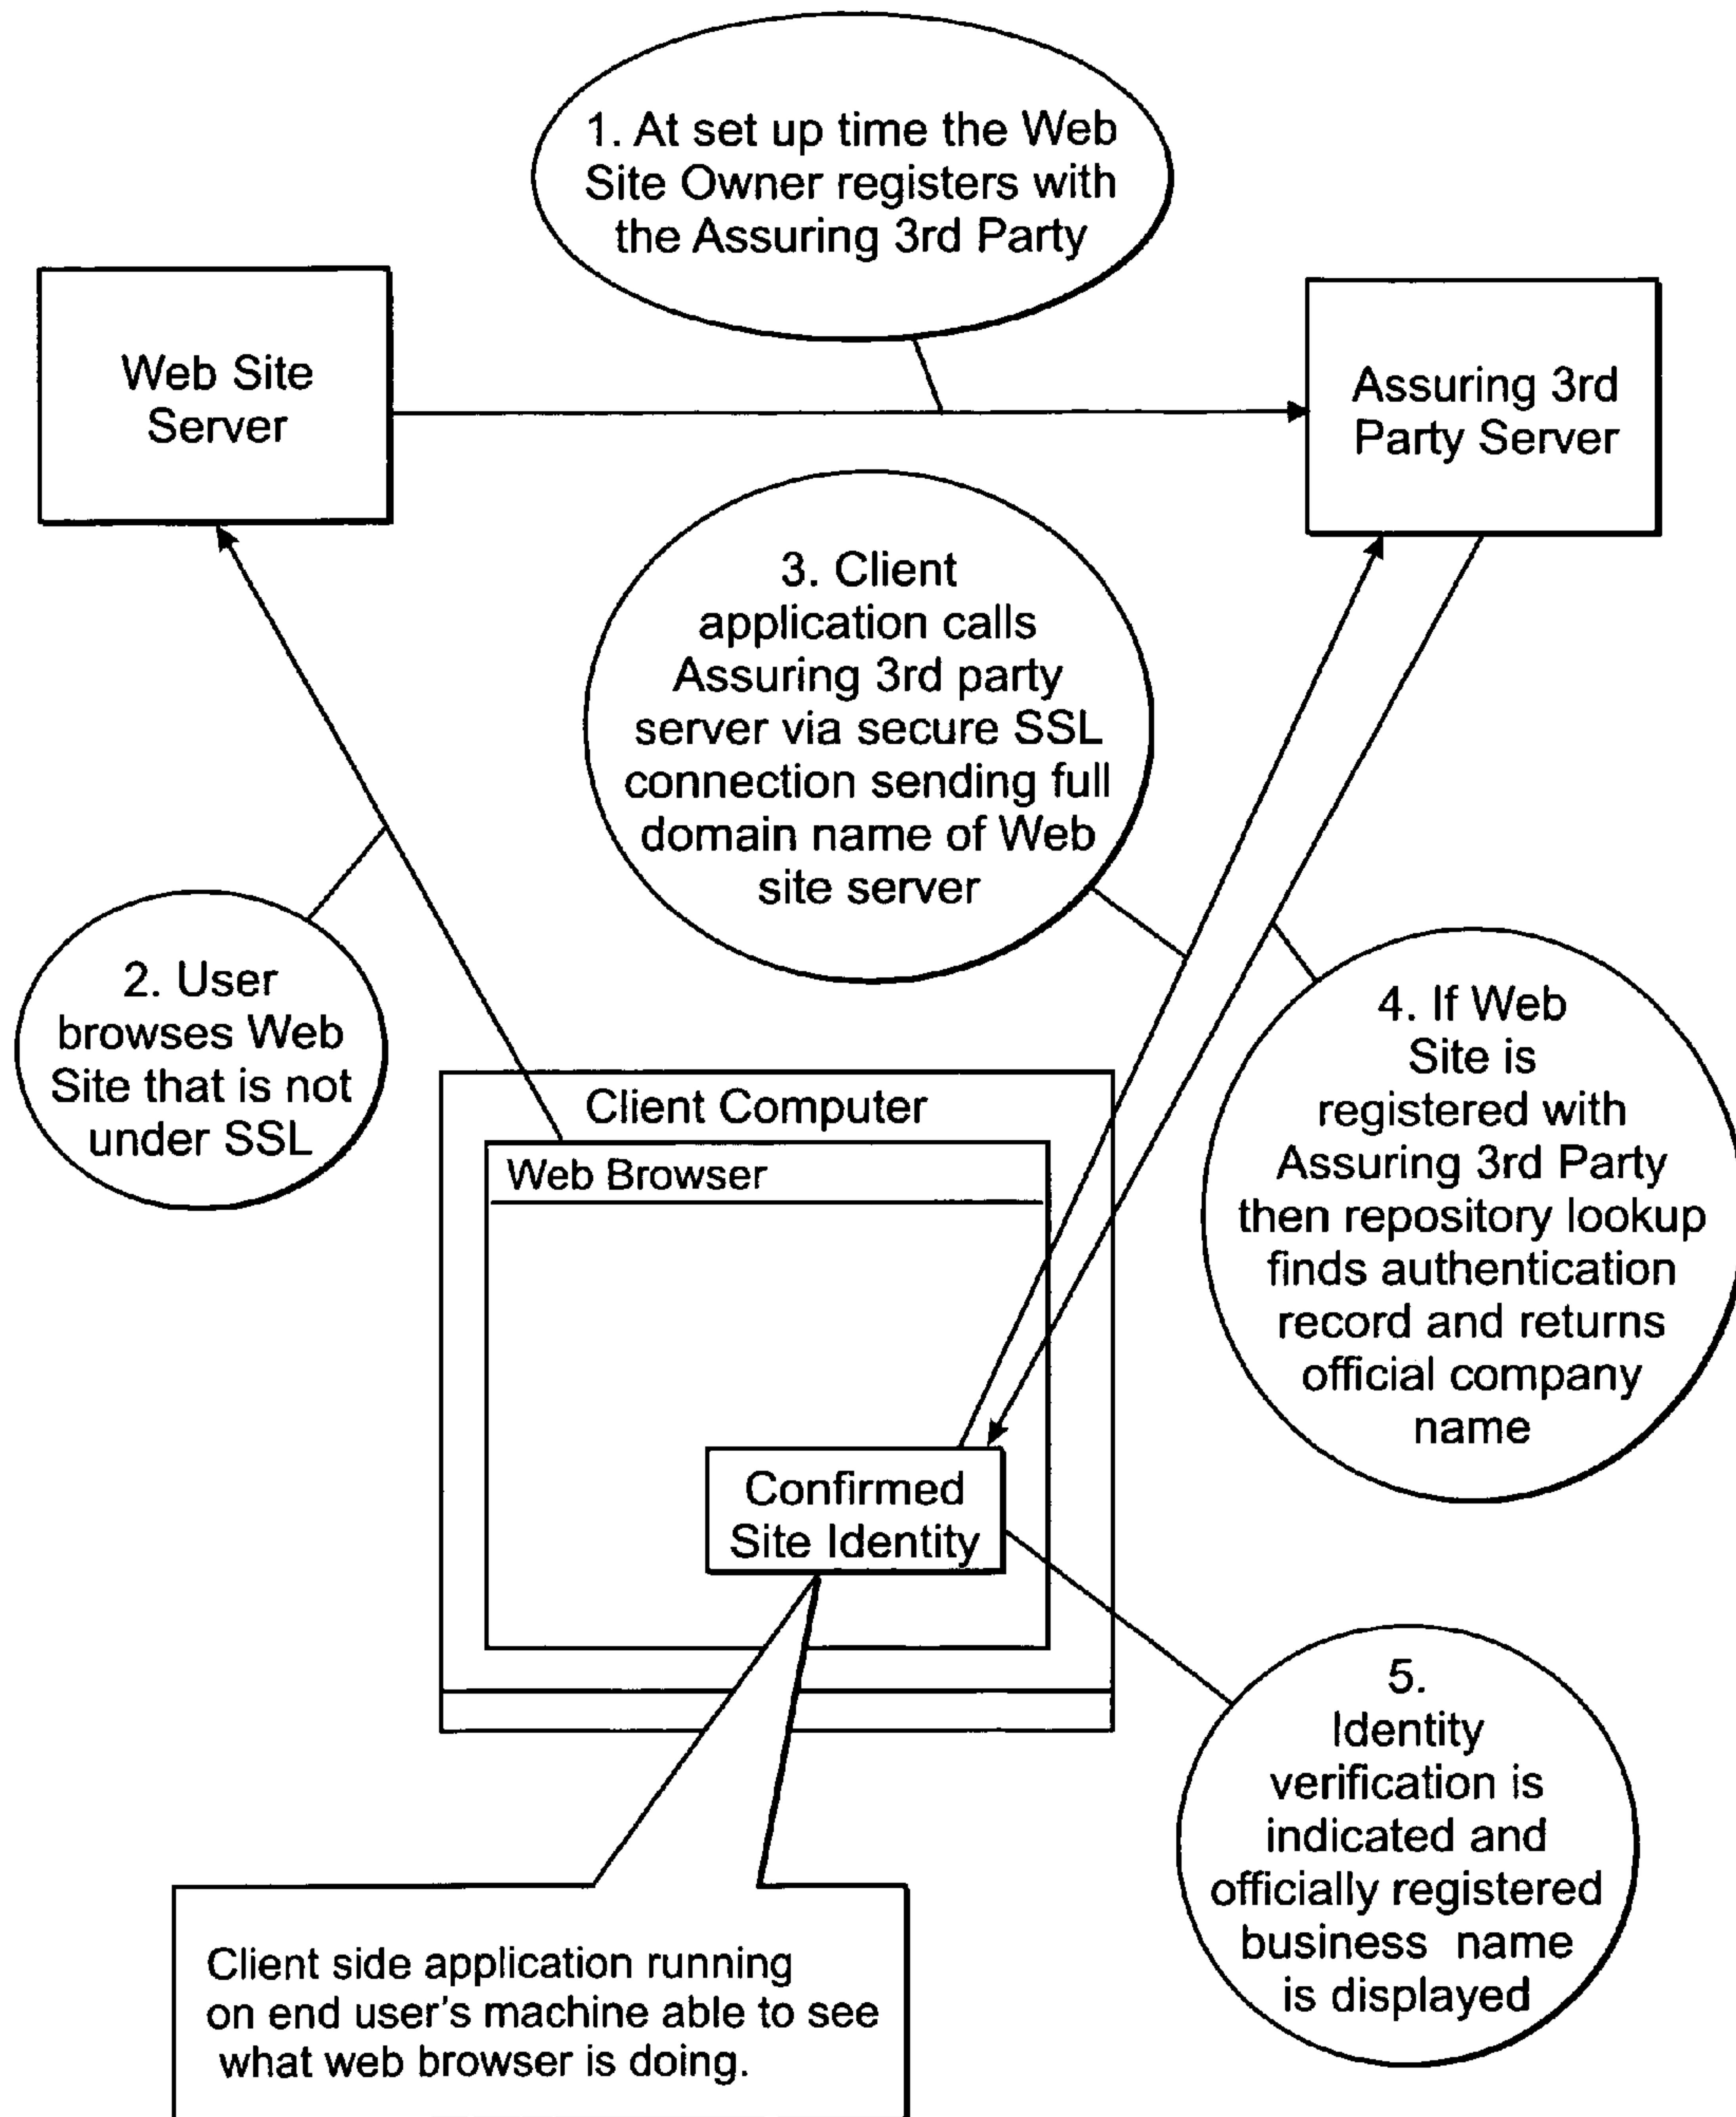 1. At set up time the Web
Site Owner registers with
the Assuring 3rd Party
Web Site
Server
Assuring 3rd
Party Server
3. Client
application calls
Assuring 3rd party
server via secure SSL
connection sending full
domain name of Web
site server
2. User
browses Web
Site that is not
under SSL
4. If Web
Site is
registered with
Assuring 3rd Party
then repository lookup
finds authentication
record and returns
official company
name
Client Computer
Web Browser
Confirmed
Site Identity
5.
Identity
verification is
indicated and
officially registered
business name
is displayed
Client side application running
on end user's machine able to see
what web browser is doing.